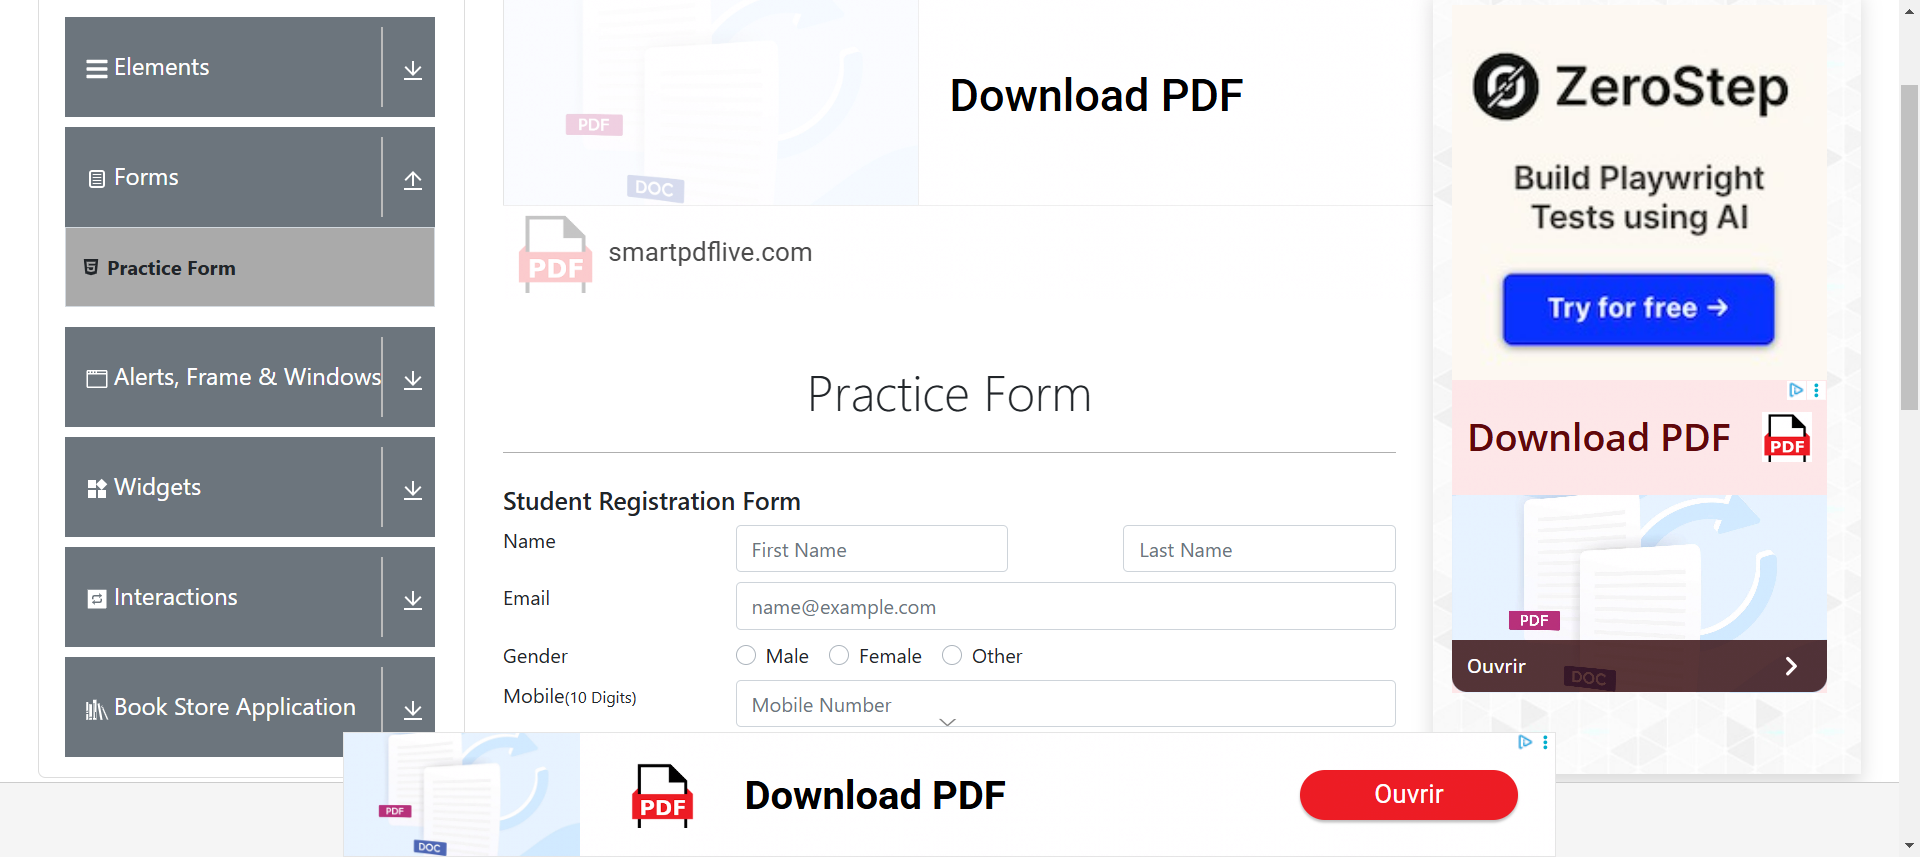 Elements
Forms
Practice Form
Alerts, Frame & Windows
Widgets
Interactions
Book Store Application
PDF
DOC
Download PDF
PDF
smartpdflive.com
Practice Form
Student Registration Form
Name
First Name
Last Name
Email
name@example.com
Gender
Male
Female
Other
Mobile(10 Digits)
Mobile Number
ZeroStep
Build Playwright
Tests using AI
Try for free →
Download PDF
PDF
PDF
DOC
Ouvrir
PDF
DOC
PDF
Download PDF
Ouvrir